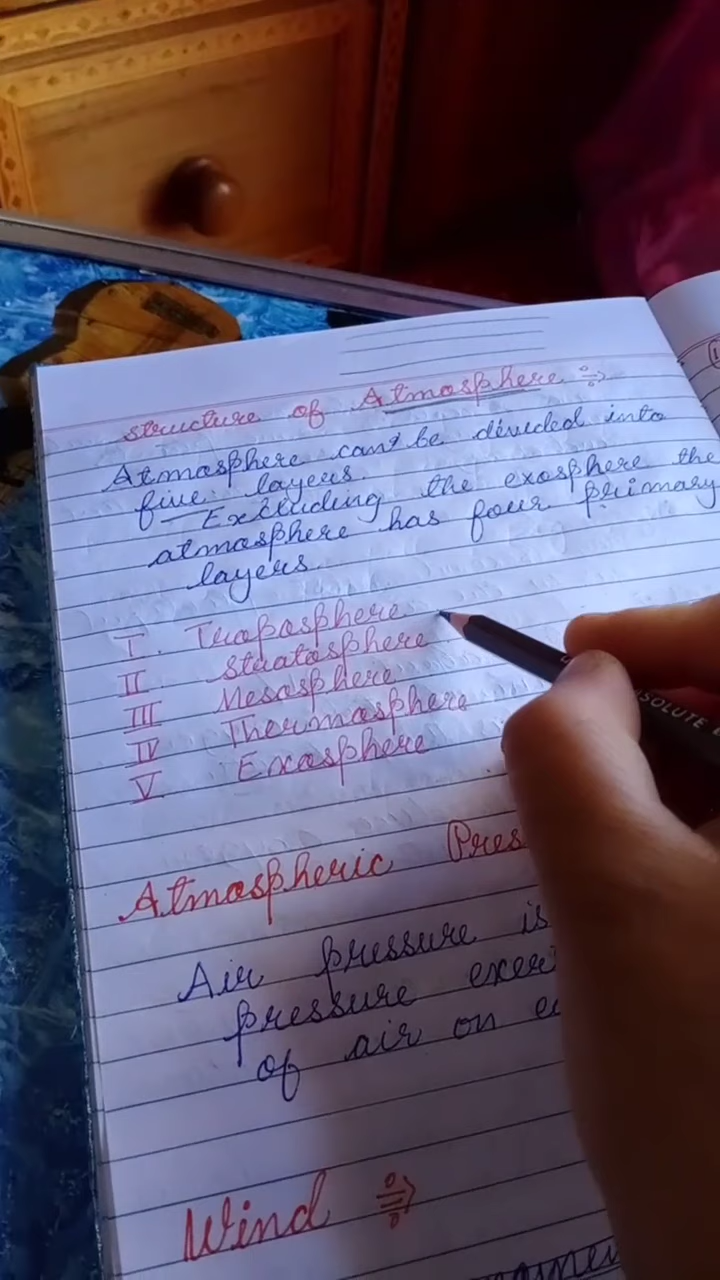 structure of Atmosphere
Atmosphere can't be divided into
five layers.
Excluding the exosphere the
atmosphere has four primary
layers.
I. Troposphere
II Stratosphere
III Mesosphere
IV Thermosphere
V Exosphere
Atmospheric Pres
Air pressure is
pressure exer
of air on
Wind